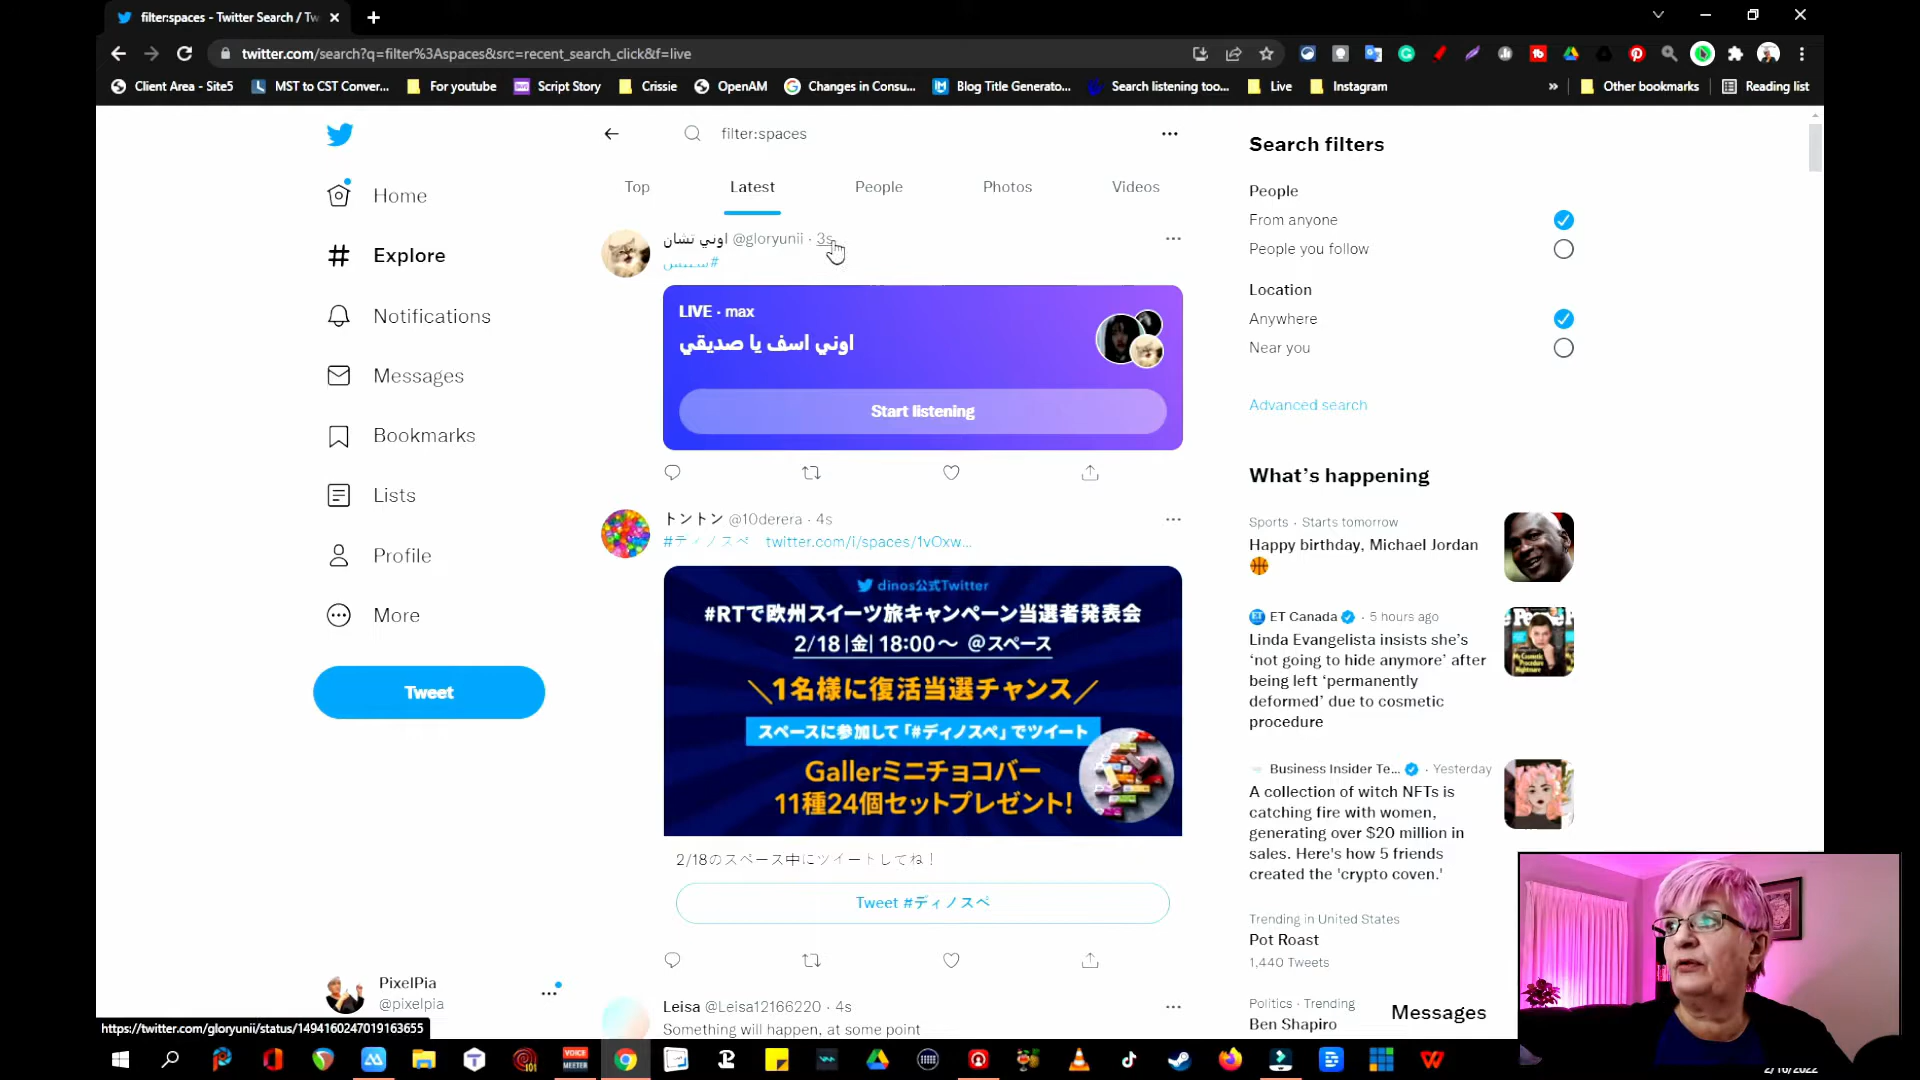 filter:spaces - Twitter Search / Tw
twitter.com/search?q=filter%3Aspaces&src=recent_search_click&f=live
Client Area - Site5
MST to CST Conver...
For youtube
Script Story
Crissie
OpenAM
Changes in Consu...
Blog Title Generato...
Search listening too...
Live
Instagram
»
Other bookmarks
Reading list
Home
Explore
Notifications
Messages
Bookmarks
Lists
Profile
More
Tweet
PixelPia
@pixelpia
https://twitter.com/gloryunii/status/1494160247019163655
filter:spaces
Top
Latest
People
Photos
Videos
اوني تشان @gloryunii · 3s
LIVE · max
اوني اسف يا صديقي
Start listening
トントン @10derera · 4s
#ディノスペ twitter.com/i/spaces/1vOxw...
dinos公式Twitter
#RTで欧州スイーツ旅キャンペーン当選者発表会
2/18|金| 18:00〜 @スペース
＼1名様に復活当選チャンス／
スペースに参加して「#ディノスペ」でツイート
Gallerミニチョコバー
11種24個セットプレゼント!
2/18のスペース中にツイートしてね！
Tweet #ディノスペ
Leisa @Leisa12166220 · 4s
Something will happen, at some point
Search filters
People
From anyone
People you follow
Location
Anywhere
Near you
Advanced search
What's happening
Sports · Starts tomorrow
Happy birthday, Michael Jordan
ET Canada · 5 hours ago
Linda Evangelista insists she's
'not going to hide anymore' after
being left 'permanently
deformed' due to cosmetic
procedure
Business Insider Te... · Yesterday
A collection of witch NFTs is
catching fire with women,
generating over $20 million in
sales. Here's how 5 friends
created the 'crypto coven.'
Trending in United States
Pot Roast
1,440 Tweets
Politics · Trending
Ben Shapiro
Messages
VOICE
MEETER